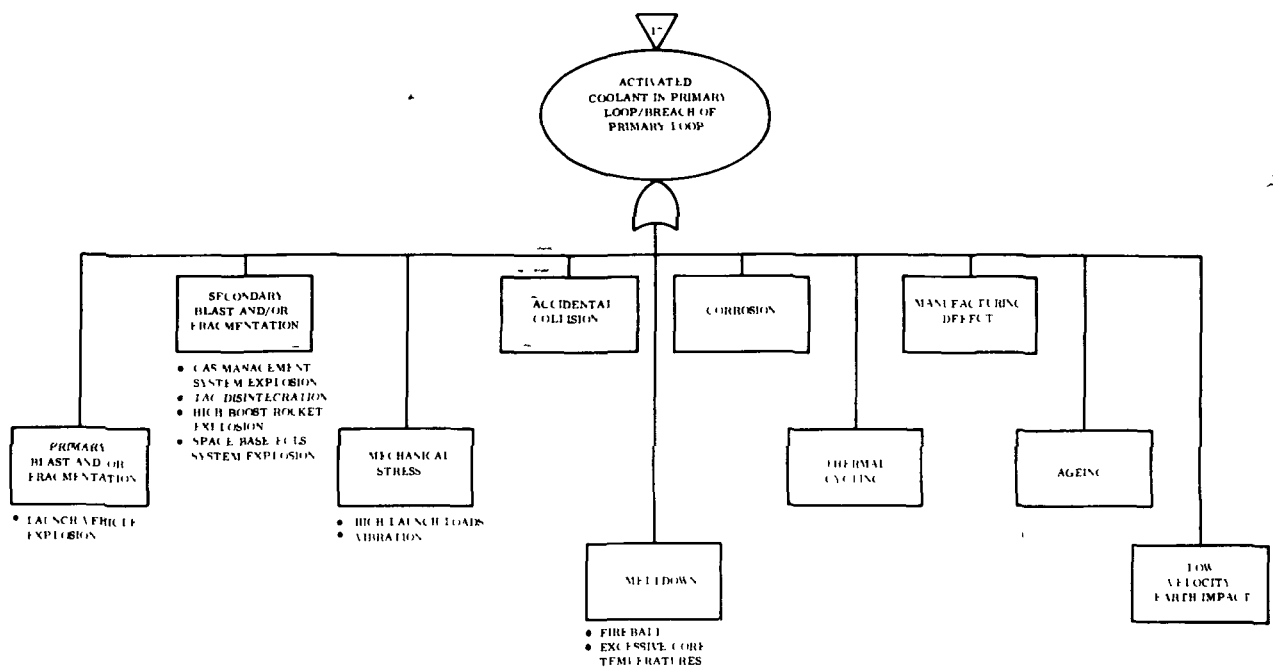 17
ACTIVATED
COOLANT IN PRIMARY
LOOP/BREACH OF
PRIMARY LOOP
SECONDARY
BLAST AND/OR
FRAGMENTATION
• GAS MANAGEMENT
SYSTEM EXPLOSION
• TAC DISINTEGRATION
• HIGH BOOST ROCKET
EXPLOSION
• SPACE BASE ECLS
SYSTEM EXPLOSION
ACCIDENTAL
COLLISION
CORROSION
MANUFACTURING
DEFECT
PRIMARY
BLAST AND OR
FRAGMENTATION
• LAUNCH VEHICLE
EXPLOSION
MECHANICAL
STRESS
• HIGH LAUNCH LOADS
• VIBRATION
THERMAL
CYCLING
AGEING
MELTDOWN
• FIREBALL
• EXCESSIVE CORE
TEMPERATURES
LOW
VELOCITY
EARTH IMPACT